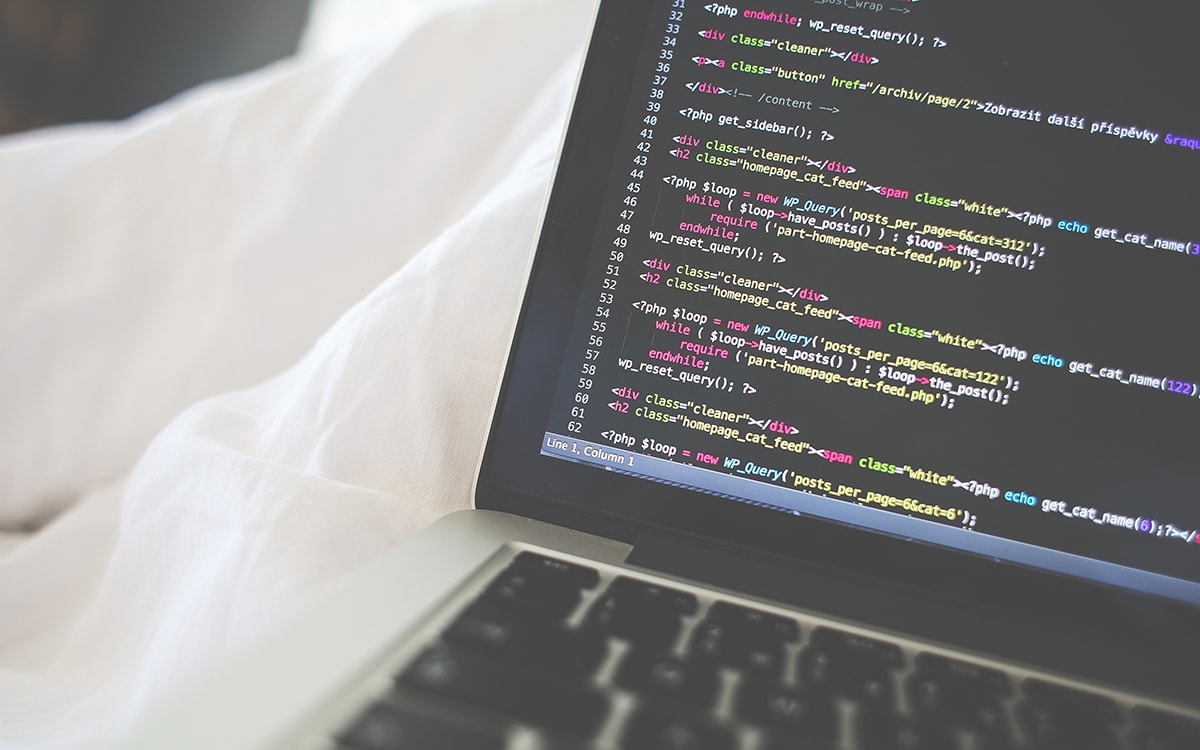 _post_wrap -->
31 <?php endwhile; wp_reset_query(); ?>
32
33 <div class="cleaner"></div>
34
35 <p><a class="button" href="/archiv/page/2">Zobrazit další příspěvky &raqu
36
37 </div><!-- /content -->
38
39 <?php get_sidebar(); ?>
40
41 <div class="cleaner"></div>
42 <h2 class="homepage_cat_feed"><span class="white"><?php echo get_cat_name(3
43
44 <?php $loop = new WP_Query('posts_per_page=6&cat=312');
45 while ( $loop->have_posts() ) : $loop->the_post();
46 require ('part-homepage-cat-feed.php');
47 endwhile;
48 wp_reset_query(); ?>
49
50 <div class="cleaner"></div>
51 <h2 class="homepage_cat_feed"><span class="white"><?php echo get_cat_name(122);
52
53 <?php $loop = new WP_Query('posts_per_page=6&cat=122');
54 while ( $loop->have_posts() ) : $loop->the_post();
55 require ('part-homepage-cat-feed.php');
56 endwhile;
57 wp_reset_query(); ?>
58
59 <div class="cleaner"></div>
60 <h2 class="homepage_cat_feed"><span class="white"><?php echo get_cat_name(6);?></s
61
62 <?php $loop = new WP_Query('posts_per_page=6&cat=6');
Line 1, Column 1